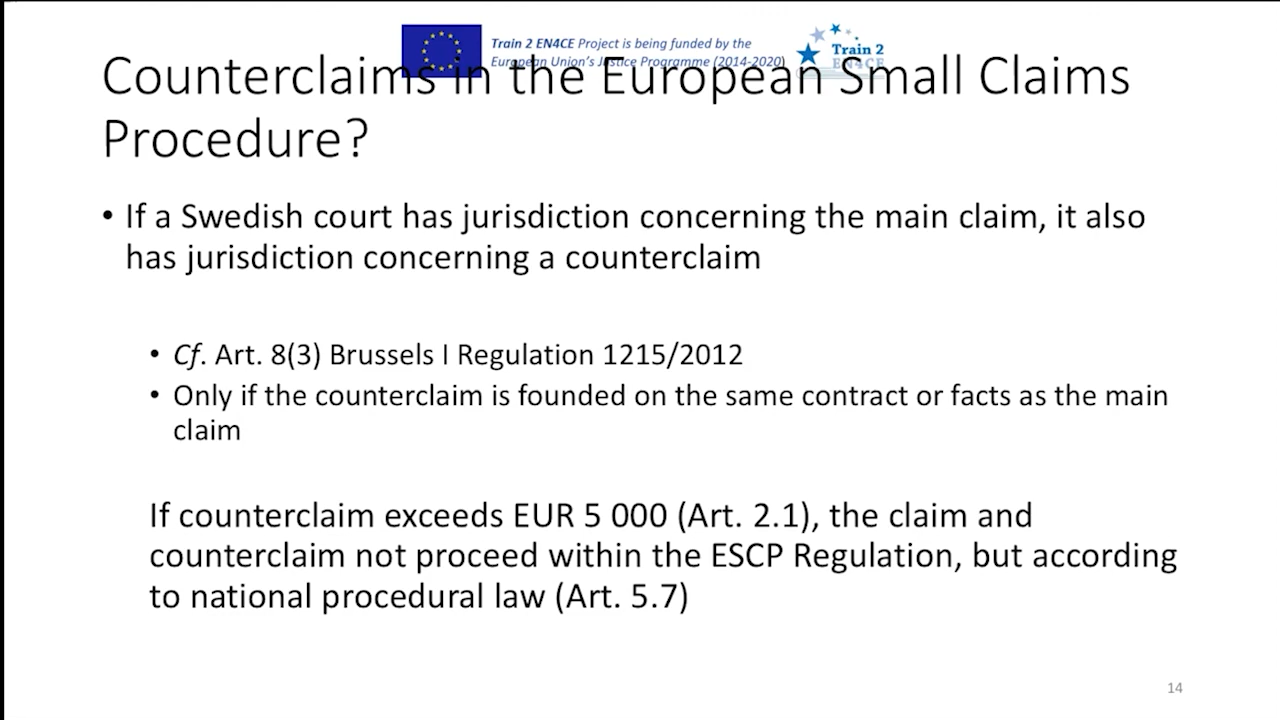 Train 2 EN4CE Project is being funded by the
European Union's Justice Programme (2014-2020)
Train 2
EN4CE
Counterclaims in the European Small Claims
Procedure?
• If a Swedish court has jurisdiction concerning the main claim, it also
has jurisdiction concerning a counterclaim
• Cf. Art. 8(3) Brussels I Regulation 1215/2012
• Only if the counterclaim is founded on the same contract or facts as the main
claim
If counterclaim exceeds EUR 5 000 (Art. 2.1), the claim and
counterclaim not proceed within the ESCP Regulation, but according
to national procedural law (Art. 5.7)
14